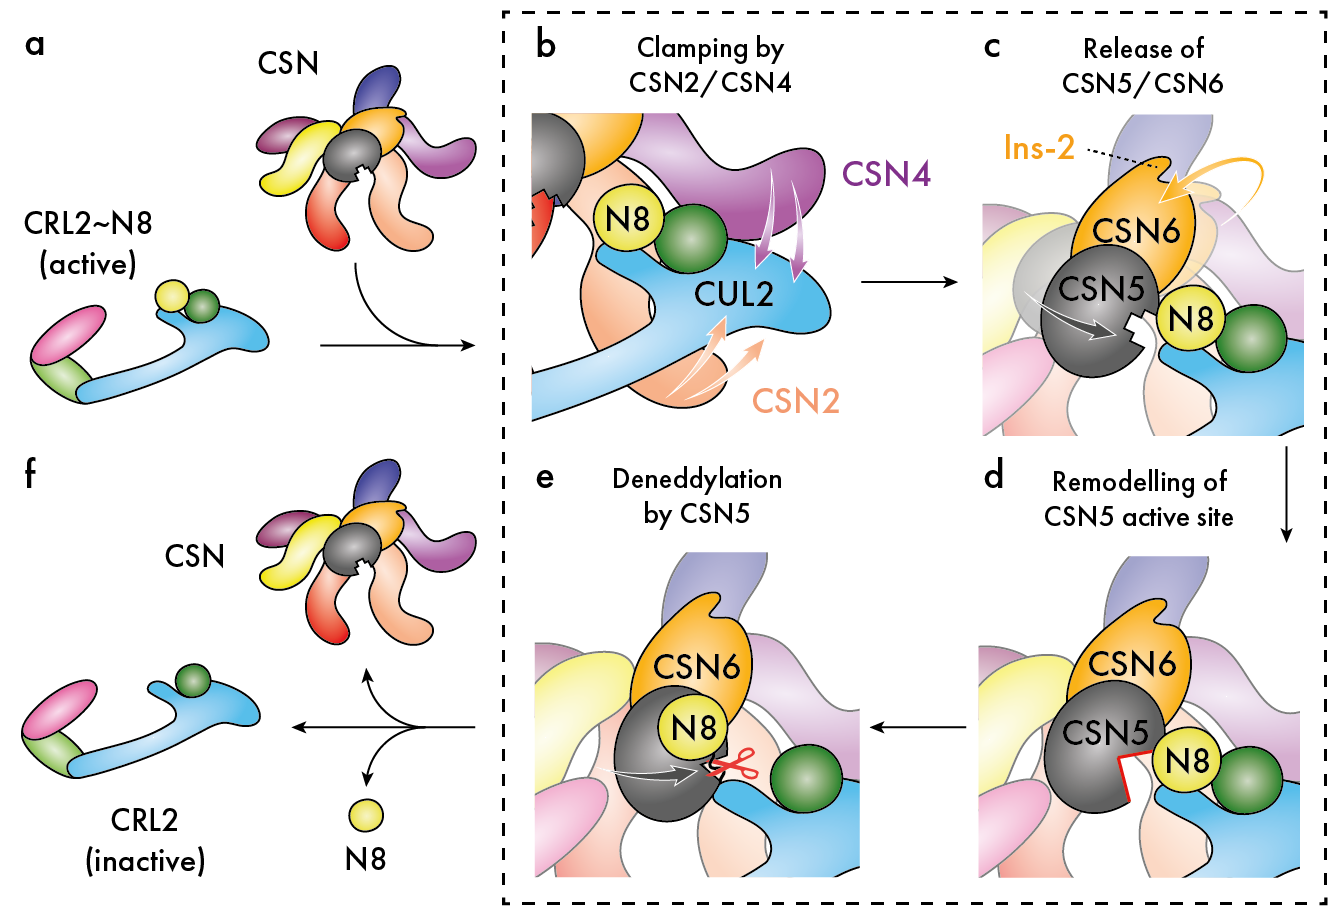 a
CSN
CRL2~N8
(active)
b
Clamping by
CSN2/CSN4
N8
CSN4
CUL2
CSN2
c
Release of
CSN5/CSN6
Ins-2
CSN6
CSN5
N8
d
Remodelling of
CSN5 active site
CSN6
CSN5
N8
e
Deneddylation
by CSN5
CSN6
N8
f
CSN
CRL2
(inactive)
N8